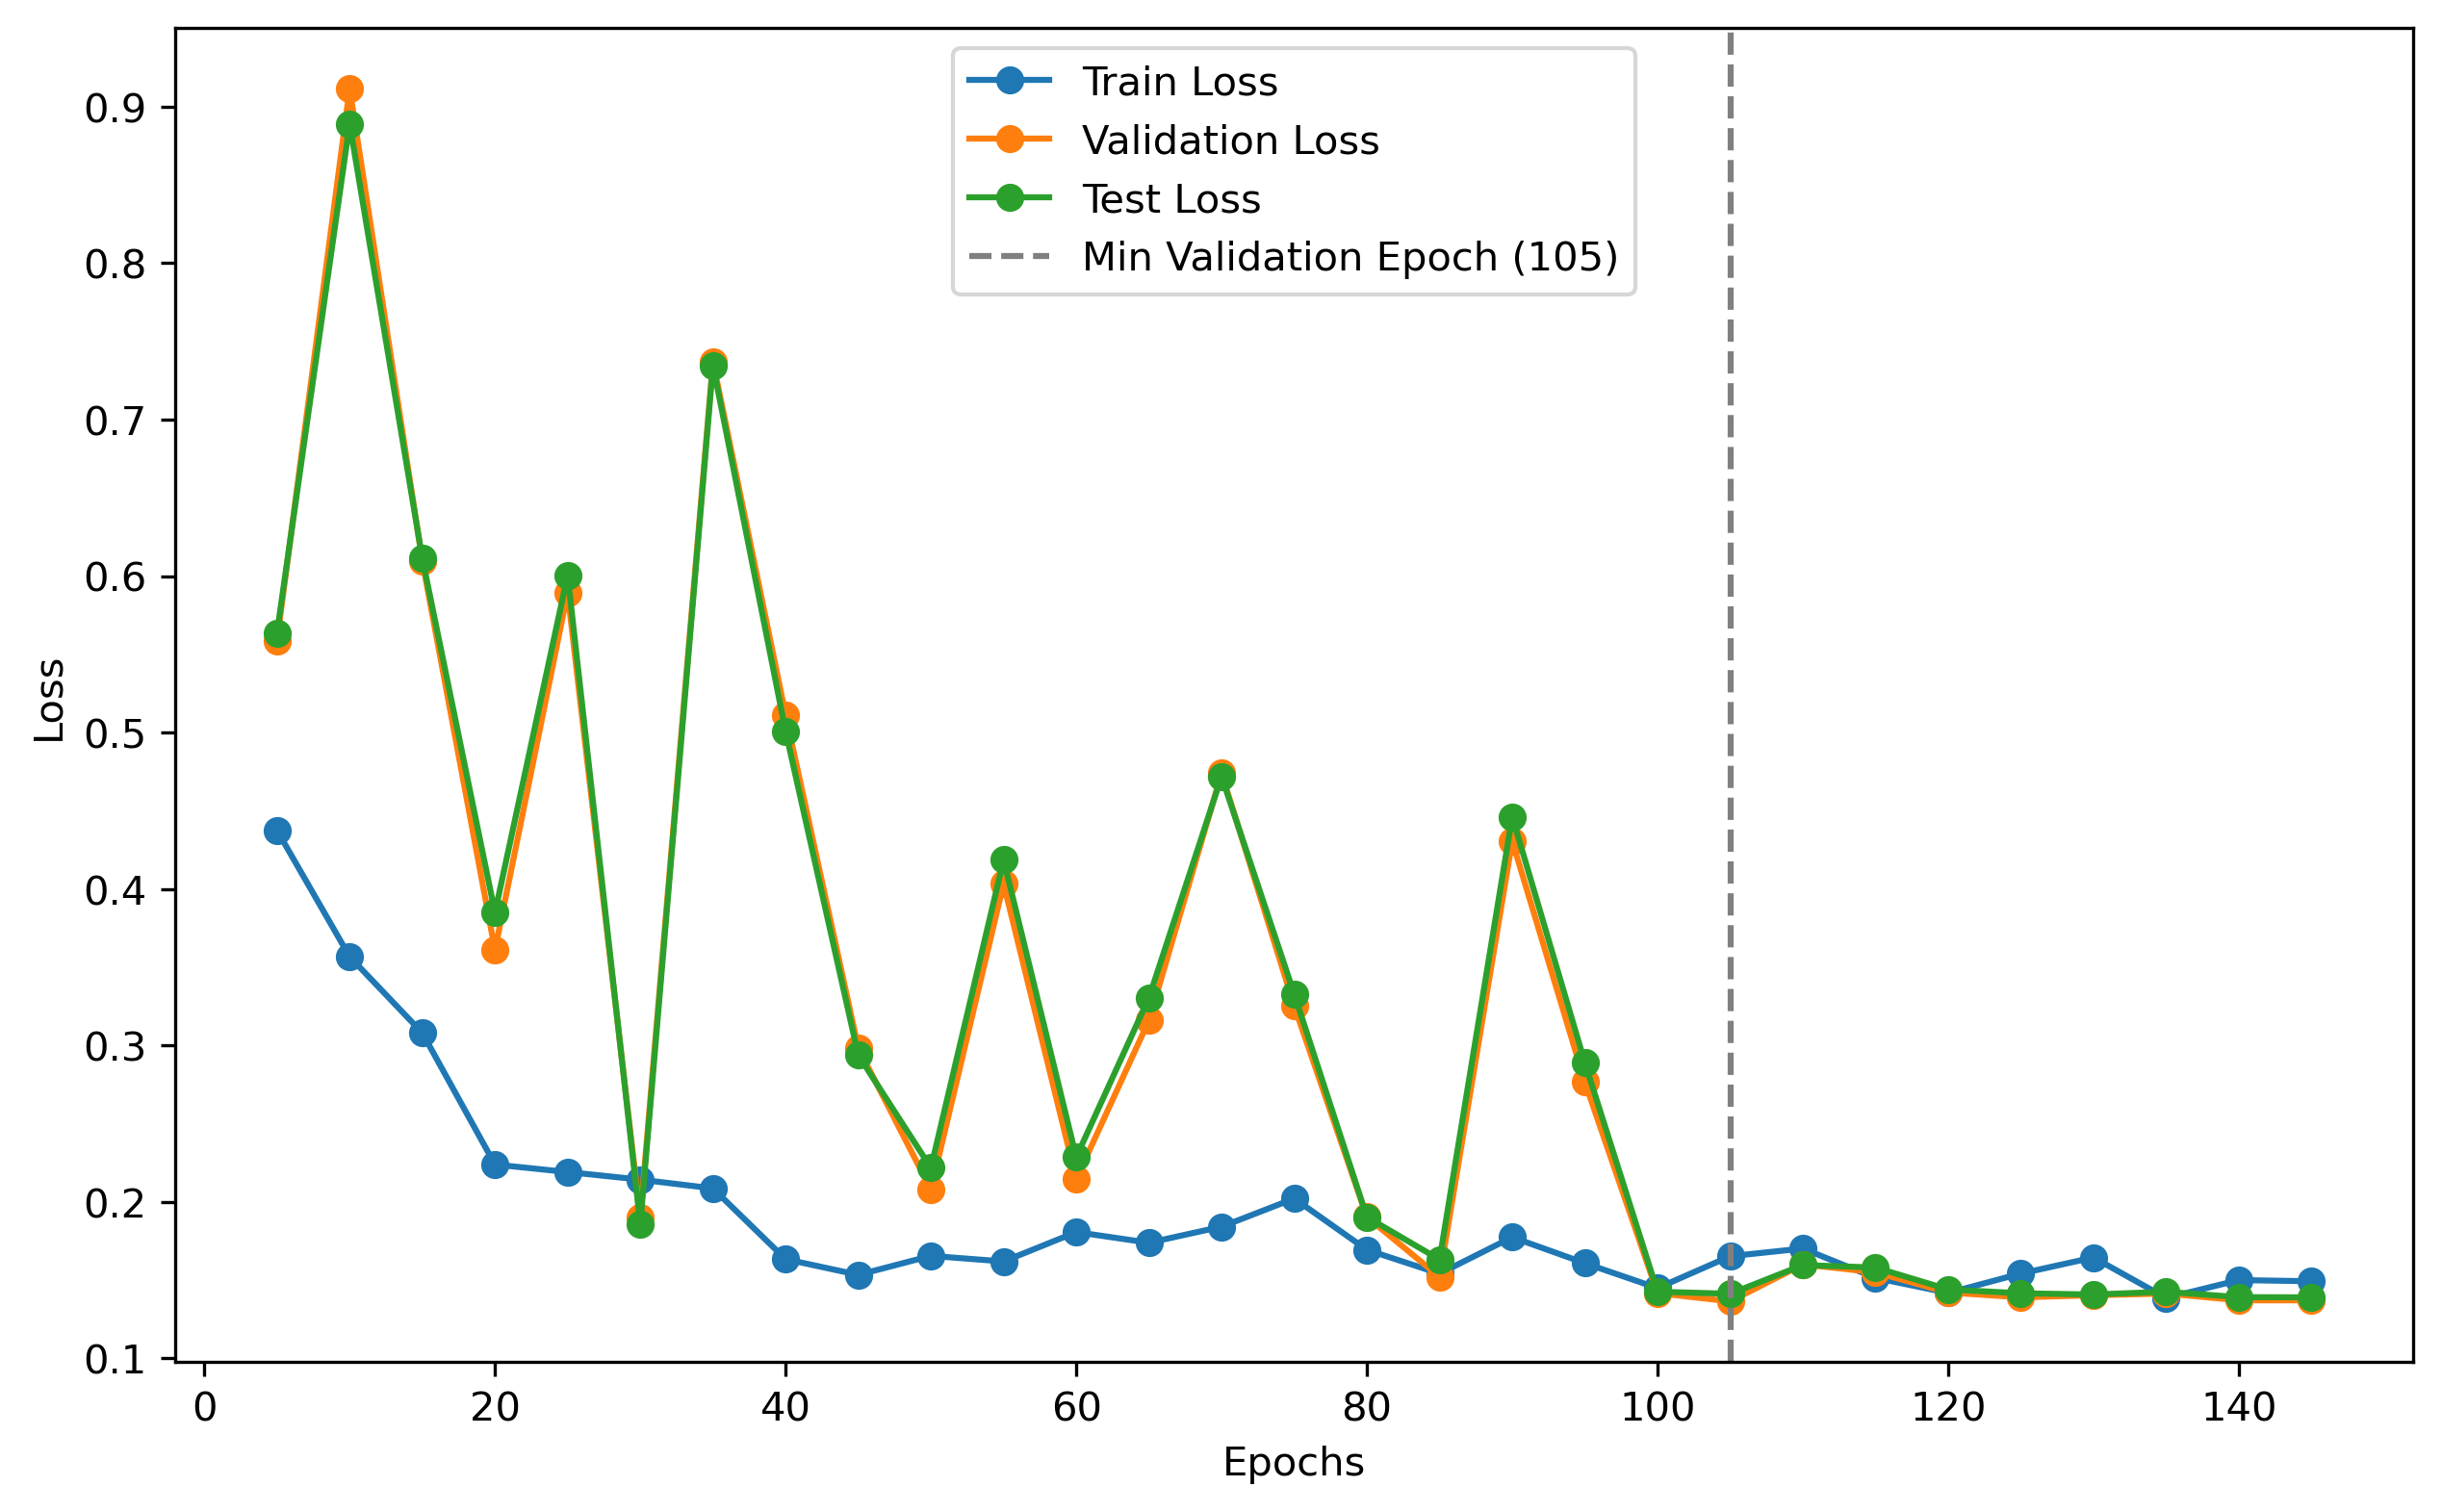 Train Loss
Validation Loss
Test Loss
Min Validation Epoch (105)
0.9
0.8
0.7
0.6
0.5
0.4
0.3
0.2
0.1
Loss
0 20 40 60 80 100 120 140
Epochs